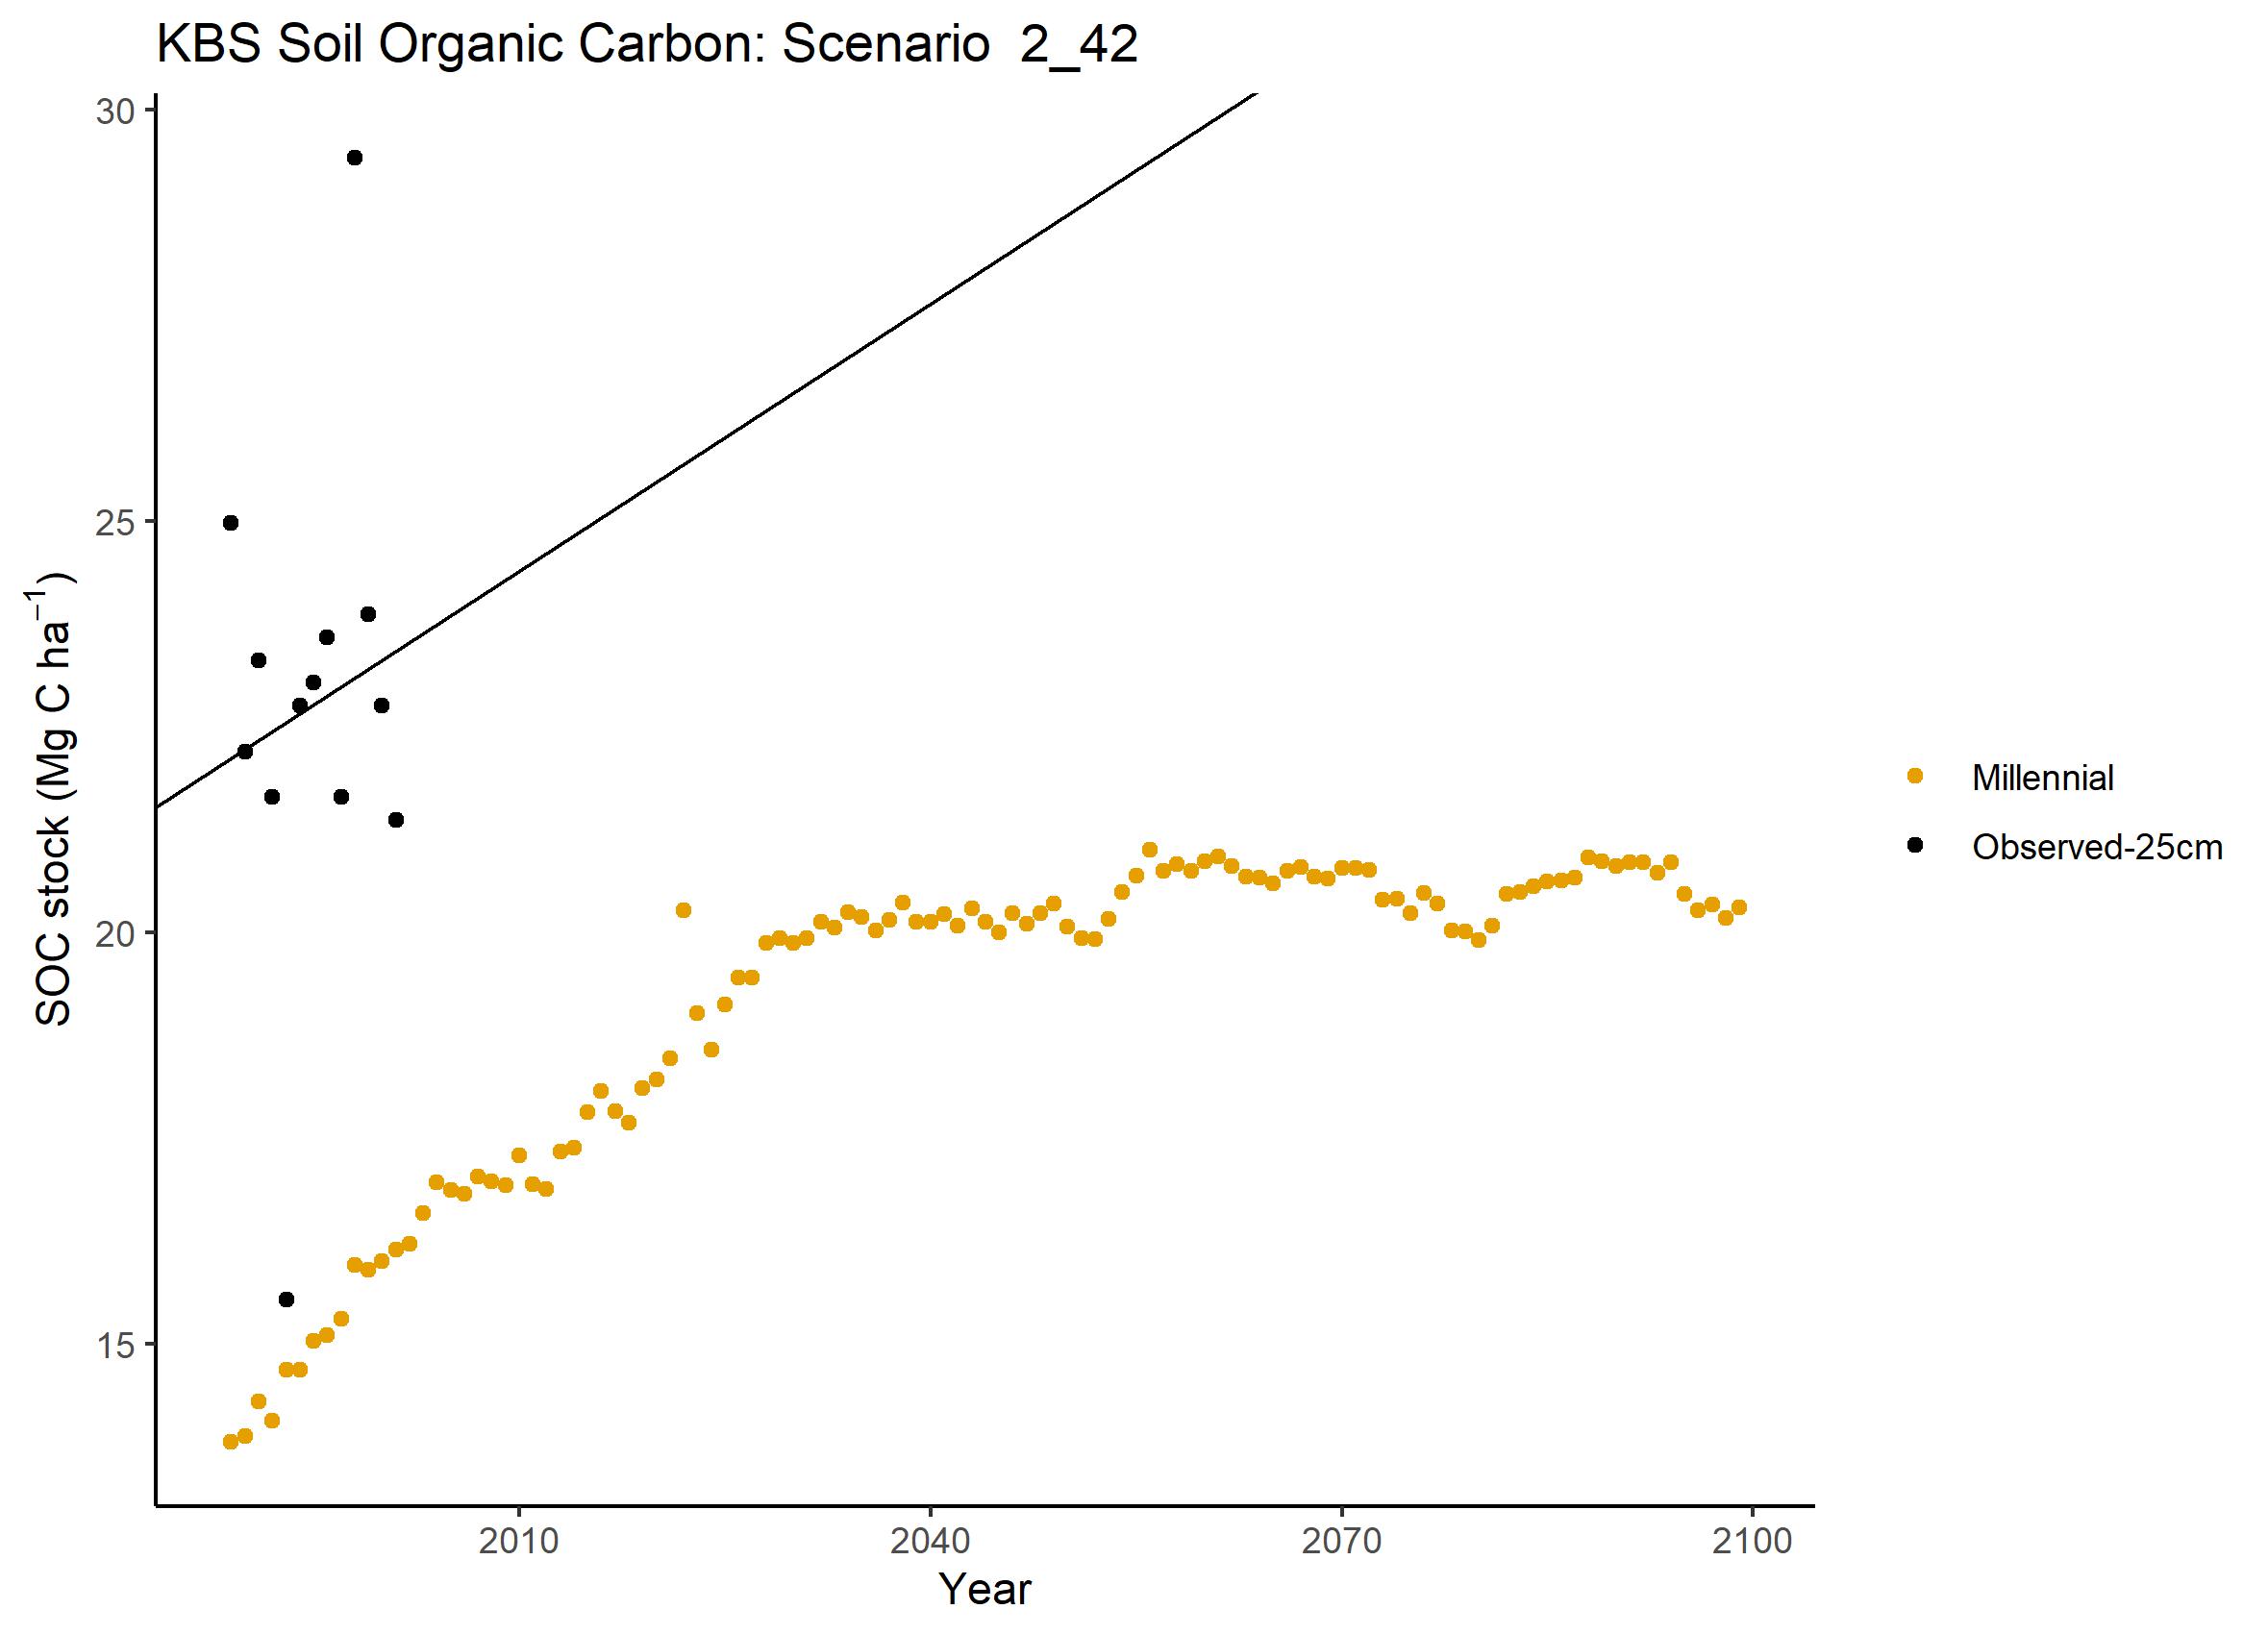 KBS Soil Organic Carbon: Scenario  2_42
30
25
20
15
SOC stock (Mg C ha⁻¹)
2010 2040 2070 2100
Year
Millennial
Observed-25cm